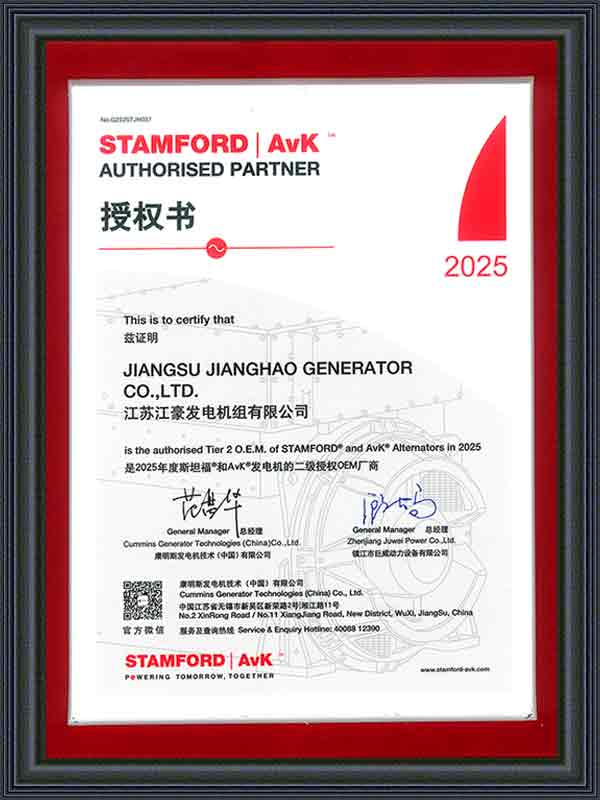 No.G2025TJH037
STAMFORD | AvK ™
AUTHORISED PARTNER
授权书
2025
This is to certify that
兹证明
JIANGSU JIANGHAO GENERATOR
CO.,LTD.
江苏江豪发电机组有限公司
is the authorised Tier 2 O.E.M. of STAMFORD® and AvK® Alternators in 2025
是2025年度斯坦福®和AvK®发电机的二级授权OEM厂商
General Manager 总经理
Cummins Generator Technologies (China)Co.,Ltd.
康明斯发电机技术（中国）有限公司
General Manager 总经理
Zhenjiang Juwei Power Co.,Ltd.
镇江市巨威动力设备有限公司
康明斯发电机技术（中国）有限公司
Cummins Generator Technologies (China) Co., Ltd.
中国江苏省无锡市新吴区新荣路2号/湘江路11号
No.2 XinRong Road / No.11 XiangJiang Road, New District, WuXi, JiangSu, China
官方微信
服务及查询热线 Service & Enquiry Hotline: 40088 12390
STAMFORD | AvK ™
POWERING TOMORROW, TOGETHER
www.stamford-avk.com